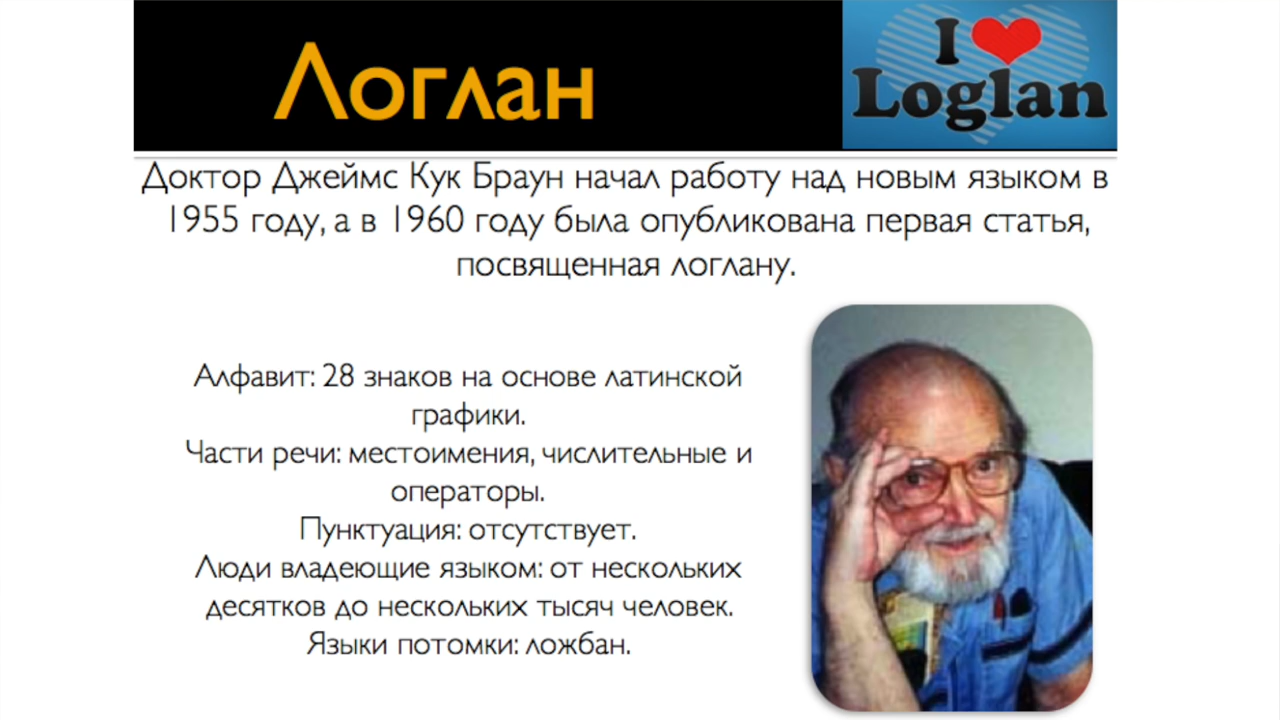 Логлан
I
Loglan
Доктор Джеймс Кук Браун начал работу над новым языком в
1955 году, а в 1960 году была опубликована первая статья,
посвященная логлану.
Алфавит: 28 знаков на основе латинской
графики.
Части речи: местоимения, числительные и
операторы.
Пунктуация: отсутствует.
Люди владеющие языком: от нескольких
десятков до нескольких тысяч человек.
Языки потомки: ложбан.